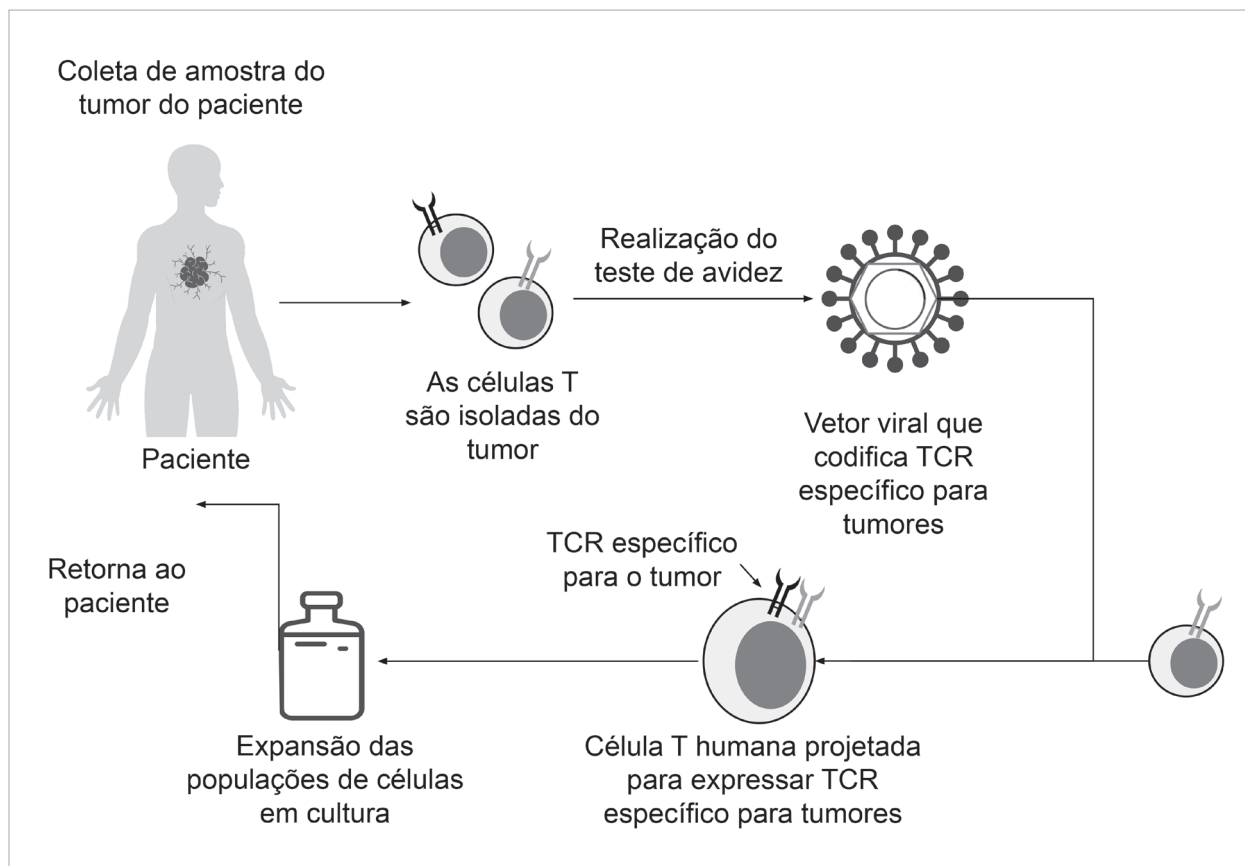 Coleta de amostra do
tumor do paciente
Paciente
As células T
são isoladas do
tumor
Realização do
teste de avidez
Vetor viral que
codifica TCR
específico para
tumores
TCR específico
para o tumor
Célula T humana projetada
para expressar TCR
específico para tumores
Expansão das
populações de células
em cultura
Retorna ao
paciente